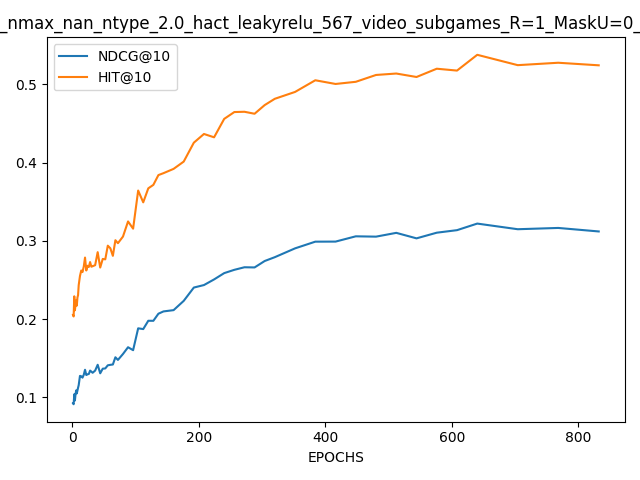 _nmax_nan_ntype_2.0_hact_leakyrelu_567_video_subgames_R=1_MaskU=0_
NDCG@10
HIT@10
0.5
0.4
0.3
0.2
0.1
0 200 400 600 800
EPOCHS